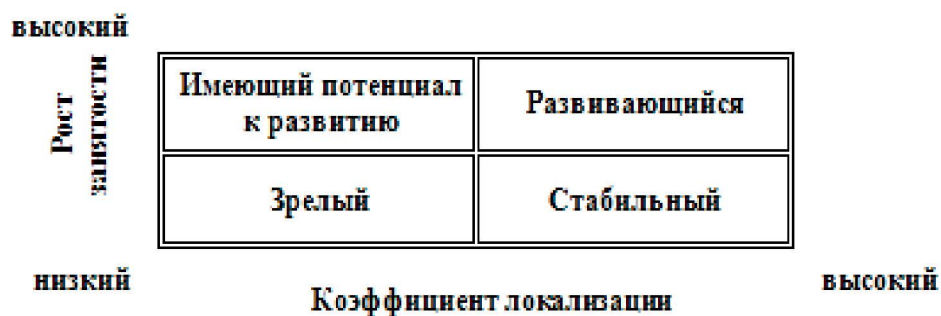 высокий
Рост
занятости
Имеющий потенциал
к развитию
Развивающийся
Зрелый
Стабильный
низкий
Коэффициент локализации
высокий